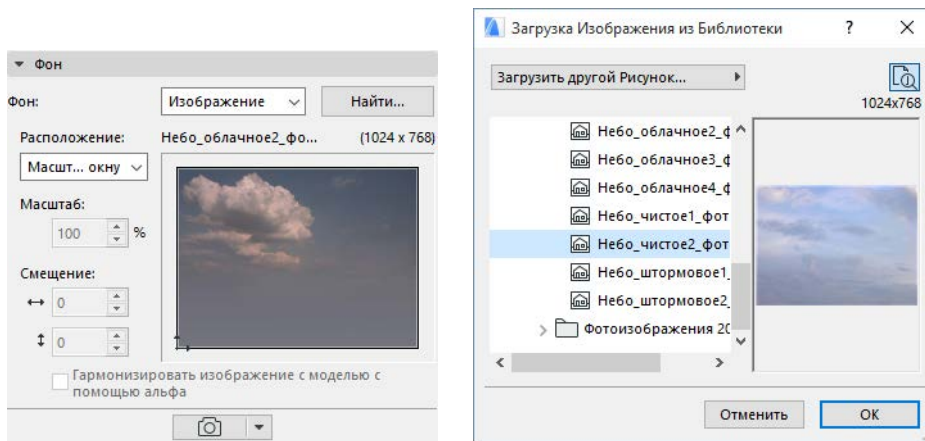 Фон
Фон:
Изображение
Найти...
Расположение:
Небо_облачное2_фо...
(1024 x 768)
Масшт... окну
Масштаб:
100
%
Смещение:
0
0
Гармонизировать изображение с моделью с
помощью альфа
Загрузка Изображения из Библиотеки
?
Загрузить другой Рисунок...
1024x768
Небо_облачное2_ф
Небо_облачное3_ф
Небо_облачное4_ф
Небо_чистое1_фот
Небо_чистое2_фот
Небо_штормовое1_
Небо_штормовое2_
Фотоизображения 20
Отменить
OK